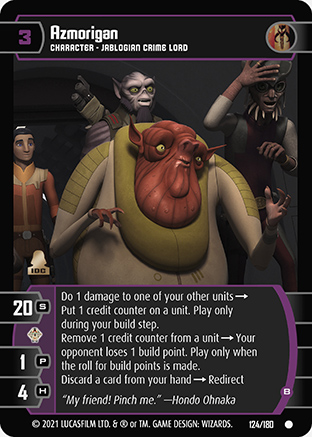 3
Azmorigan
CHARACTER - JABLOGIAN CRIME LORD
IDC
20 S
1 P
4 H
Do 1 damage to one of your other units →
Put 1 credit counter on a unit. Play only
during your build step.
Remove 1 credit counter from a unit → Your
opponent loses 1 build point. Play only when
the roll for build points is made.
Discard a card from your hand → Redirect
"My friend! Pinch me." —Hondo Ohnaka
B
© 2021 LUCASFILM LTD. & ® or TM. GAME DESIGN: WIZARDS.
124/180